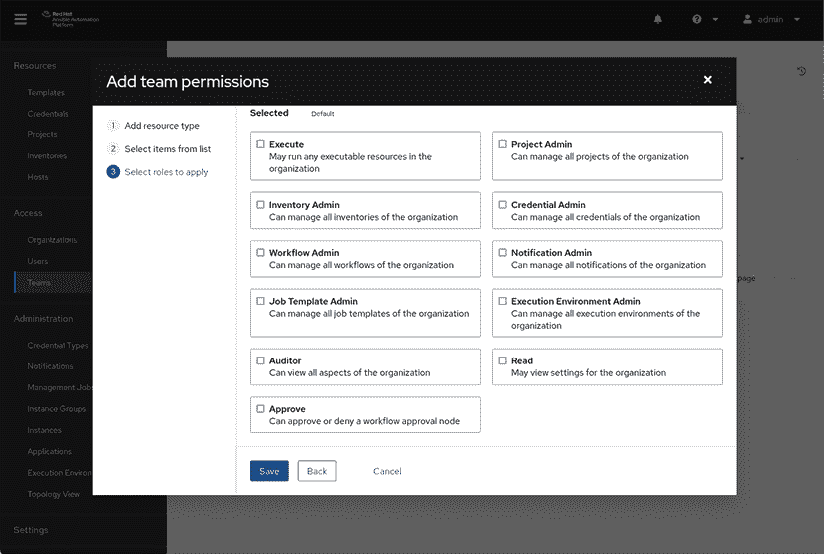 Red Hat
Ansible Automation
Platform
admin
Resources
Templates
Credentials
Projects
Inventories
Hosts
Access
Organizations
Users
Teams
Administration
Credential Types
Notifications
Management Jobs
Instance Groups
Instances
Applications
Execution Environ
Topology View
Settings
Add team permissions
1 Add resource type
2 Select items from list
3 Select roles to apply
Selected Default
Execute
May run any executable resources in the
organization
Project Admin
Can manage all projects of the organization
Inventory Admin
Can manage all inventories of the organization
Credential Admin
Can manage all credentials of the organization
Workflow Admin
Can manage all workflows of the organization
Notification Admin
Can manage all notifications of the organization
Job Template Admin
Can manage all job templates of the organization
Execution Environment Admin
Can manage all execution environments of the
organization
Auditor
Can view all aspects of the organization
Read
May view settings for the organization
Approve
Can approve or deny a workflow approval node
Save Back Cancel
page